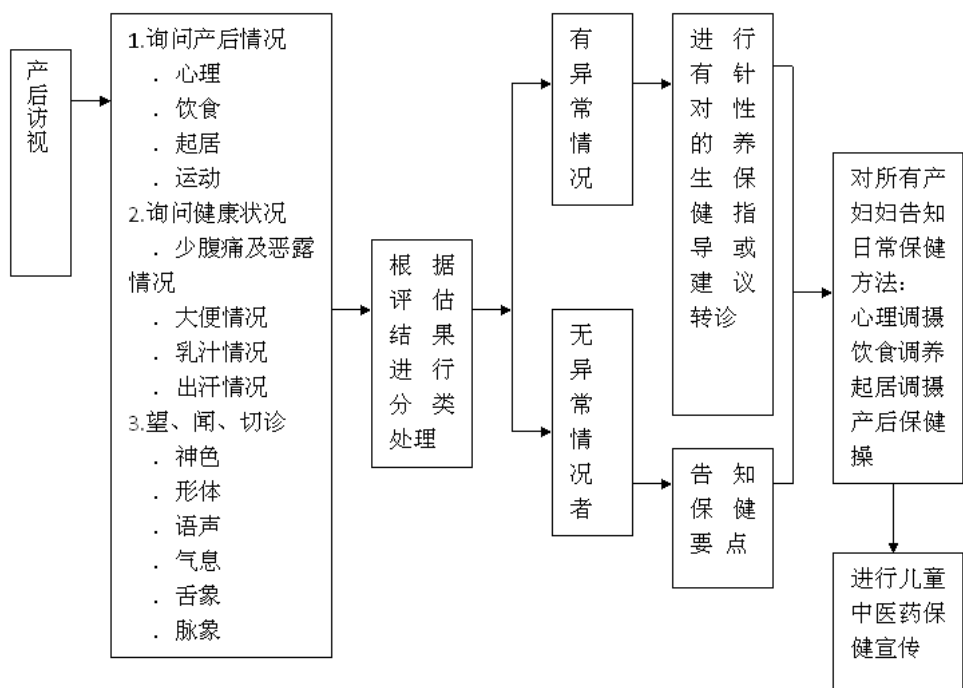 产
后
访
视
1.询问产后情况
. 心理
. 饮食
. 起居
. 运动
2.询问健康状况
. 少腹痛及恶露
情况
. 大便情况
. 乳汁情况
. 出汗情况
3.望、闻、切诊
. 神色
. 形体
. 语声
. 气息
. 舌象
. 脉象
根 据
评 估
结 果
进 行
分 类
处理
有
异
常
情
况
进 行
有 针
对 性
的 养
生 保
健 指
导 或
建 议
转诊
无
异
常
情
况
者
告 知
保 健
要点
对所有产
妇妇告知
日常保健
方法：
心理调摄
饮食调养
起居调摄
产后保健
操
进行儿童
中医药保
健宣传